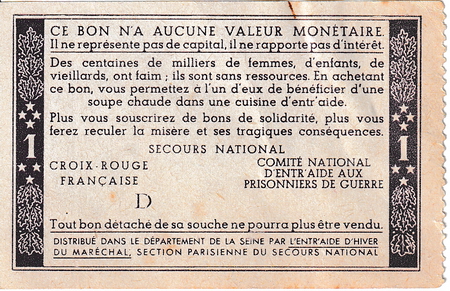 CE BON N'A AUCUNE VALEUR MONÉTAIRE.
Il ne représente pas de capital, il ne rapporte pas d'intérêt.
Des centaines de milliers de femmes, d'enfants, de
vieillards, ont faim ; ils sont sans ressources. En achetant
ce bon, vous permettez à l'un d'eux de bénéficier d'une
soupe chaude dans une cuisine d'entr'aide.
Plus vous souscrirez de bons de solidarité, plus vous
ferez reculer la misère et ses tragiques conséquences.
SECOURS NATIONAL
CROIX-ROUGE
FRANÇAISE
COMITÉ NATIONAL
D'ENTR'AIDE AUX
PRISONNIERS DE GUERRE
1
1
D
Tout bon détaché de sa souche ne pourra plus être vendu.
DISTRIBUÉ DANS LE DÉPARTEMENT DE LA SEINE PAR L'ENTR'AIDE D'HIVER
DU MARÉCHAL, SECTION PARISIENNE DU SECOURS NATIONAL